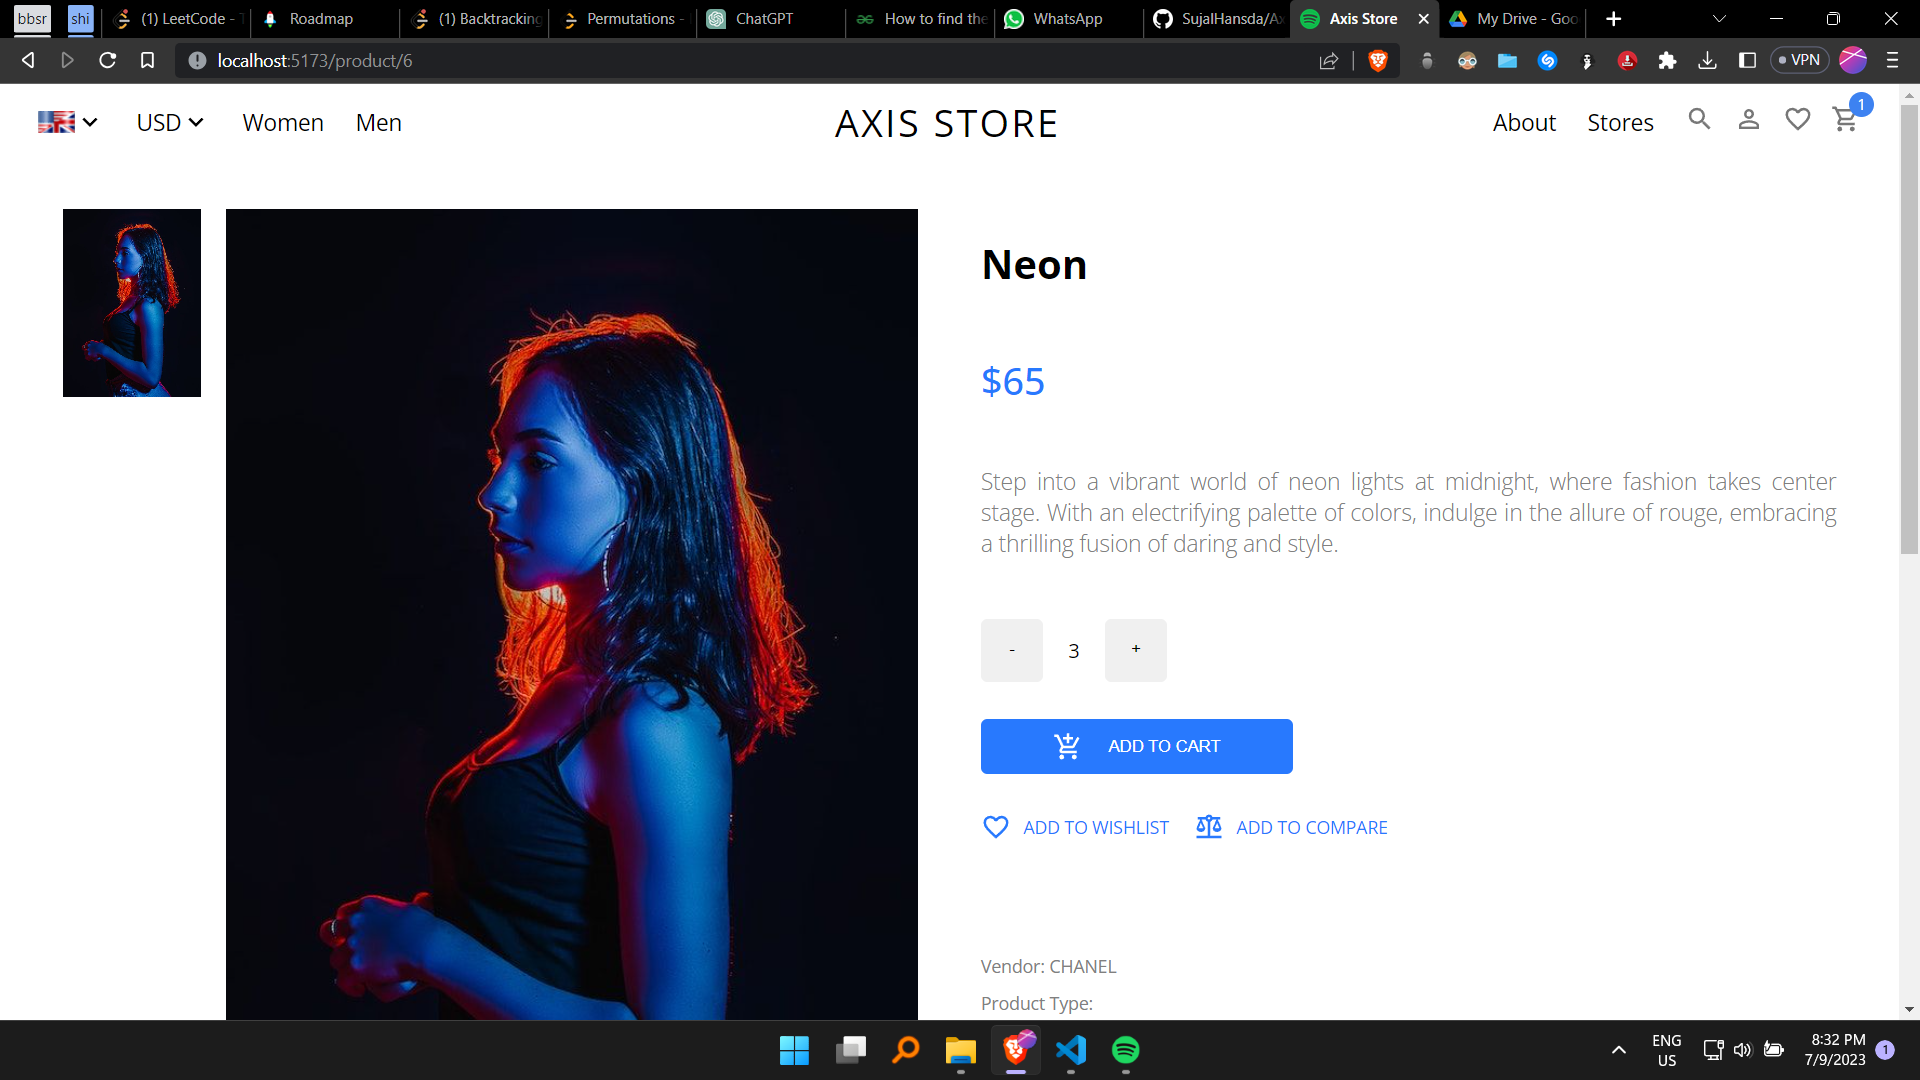 bbsr
shi
(1) LeetCode - T
Roadmap
(1) Backtracking
Permutations -
ChatGPT
How to find the
WhatsApp
SujalHansda/Ax
Axis Store
My Drive - Goo
localhost:5173/product/6
VPN
USD
Women
Men
AXIS STORE
About
Stores
1
Neon
$65
Step into a vibrant world of neon lights at midnight, where fashion takes center
stage. With an electrifying palette of colors, indulge in the allure of rouge, embracing
a thrilling fusion of daring and style.
- 3 +
ADD TO CART
ADD TO WISHLIST
ADD TO COMPARE
Vendor: CHANEL
Product Type:
ENG
US
8:32 PM
7/9/2023
1